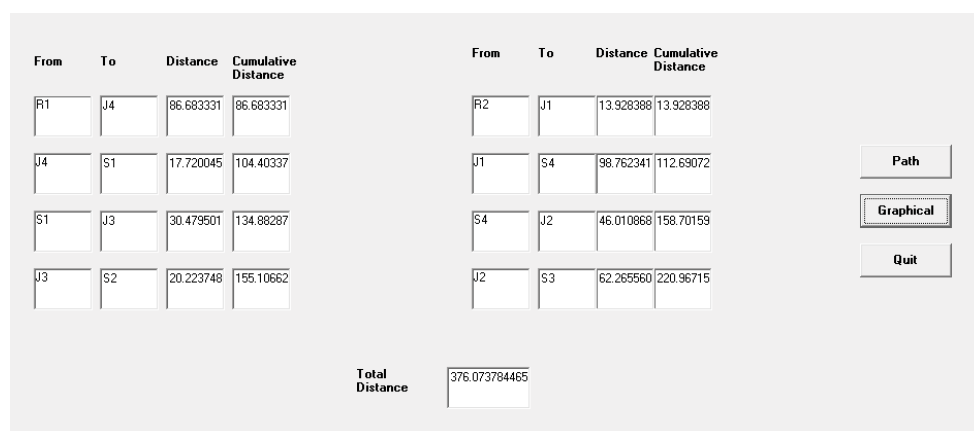 From To Distance Cumulative
Distance
R1 J4 86.683331 86.683331
J4 S1 17.720045 104.40337
S1 J3 30.479501 134.88287
J3 S2 20.223748 155.10662
From To Distance Cumulative
Distance
R2 J1 13.928388 13.928388
J1 S4 98.762341 112.69072
S4 J2 46.010868 158.70159
J2 S3 62.265560 220.96715
Path
Graphical
Quit
Total
Distance
376.073784465